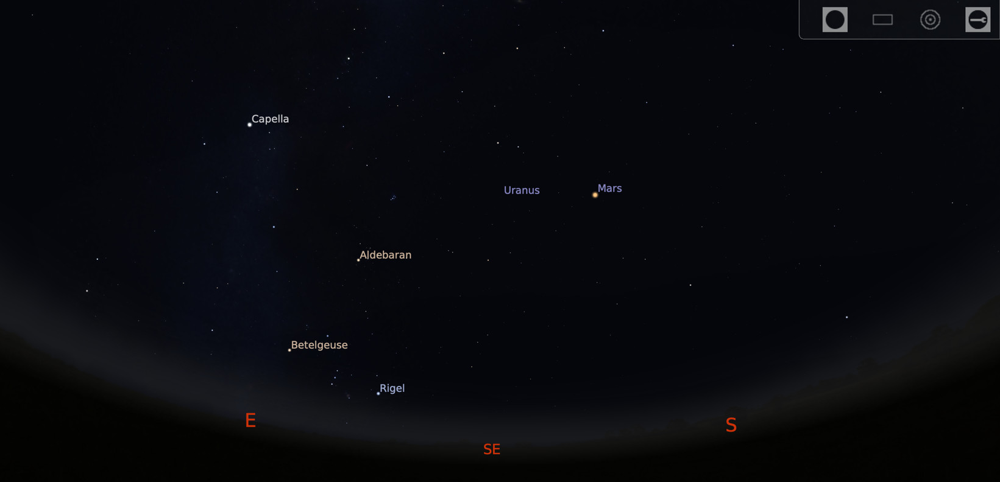 Capella
Uranus
Mars
Aldebaran
Betelgeuse
Rigel
E
S
SE